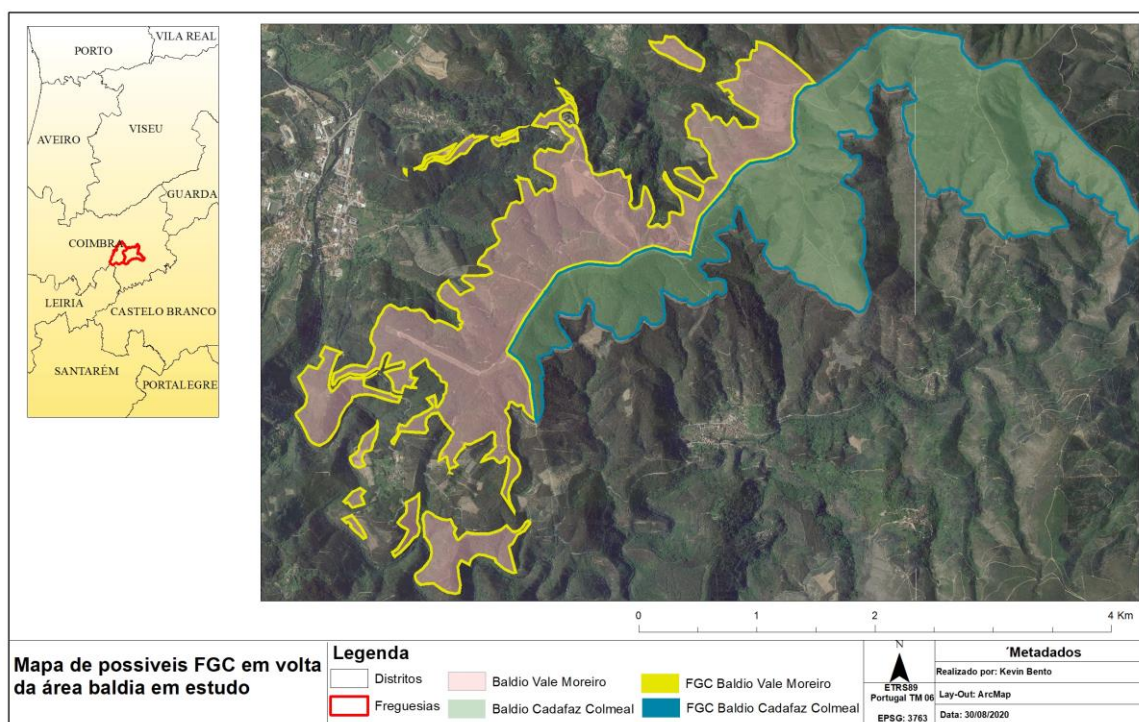 PORTO
VILA REAL
AVEIRO
VISEU
GUARDA
COIMBRA
LEIRIA
CASTELO BRANCO
SANTARÉM
PORTALEGRE
0 1 2 4 Km
Mapa de possiveis FGC em volta
da área baldia em estudo
Legenda
Distritos
Freguesias
Baldio Vale Moreiro
Baldio Cadafaz Colmeal
FGC Baldio Vale Moreiro
FGC Baldio Cadafaz Colmeal
N
ETRS89
Portugal TM 06
EPSG: 3763
´Metadados
Realizado por: Kevin Bento
Lay-Out: ArcMap
Data: 30/08/2020